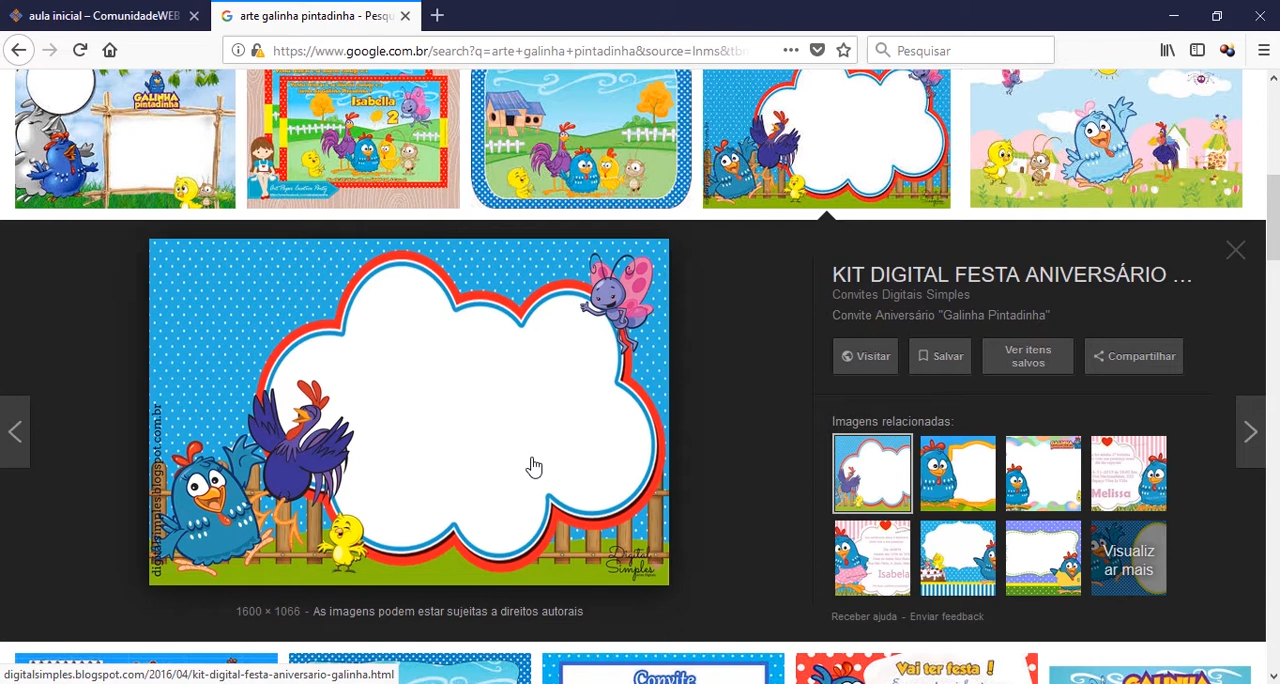 aula inicial – ComunidadeWEB
arte galinha pintadinha - Pesqu
https://www.google.com.br/search?q=arte+galinha+pintadinha&source=lnms&tb
Pesquisar
GALINHA
Pintadinha
Isabella
2
KIT DIGITAL FESTA ANIVERSÁRIO ...
Convites Digitais Simples
Convite Aniversário "Galinha Pintadinha"
Visitar
Salvar
Ver itens
salvos
Compartilhar
Imagens relacionadas:
Melissa
Isabela
Visualiz
ar mais
digitalsimples.blogspot.com.br
Digitais
Simples
1600 × 1066 - As imagens podem estar sujeitas a direitos autorais
Receber ajuda - Enviar feedback
Convite
Vai ter festa !
digitalsimples.blogspot.com/2016/04/kit-digital-festa-aniversario-galinha.html